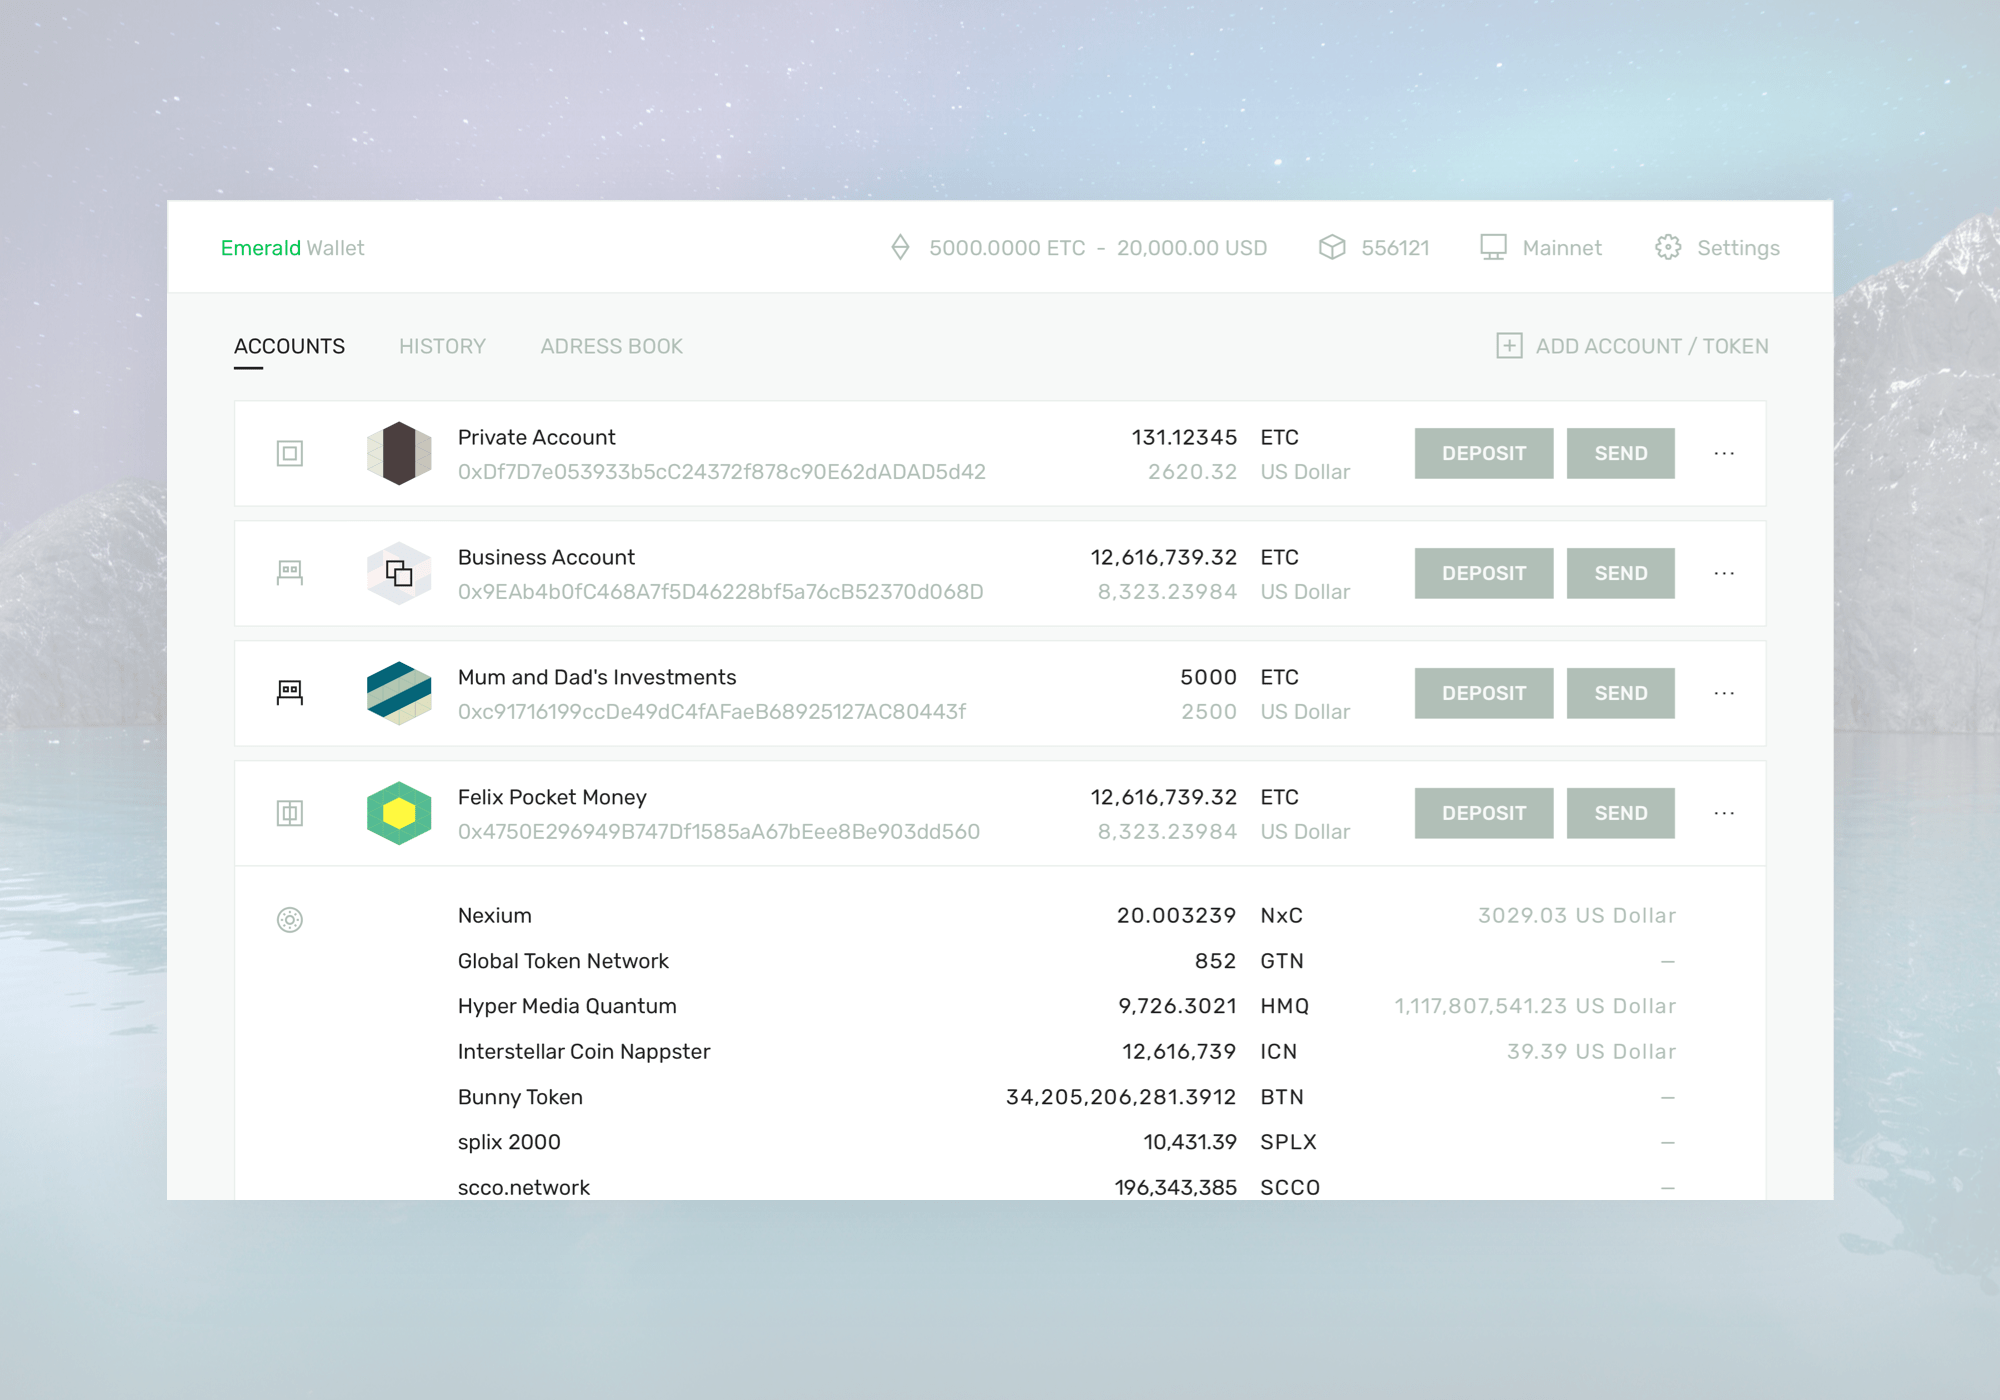 Emerald Wallet 5000.0000 ETC - 20,000.00 USD 556121 Mainnet Settings
ACCOUNTS HISTORY ADRESS BOOK ADD ACCOUNT / TOKEN
Private Account 131.12345 ETC DEPOSIT SEND ...
0xDf7D7e053933b5cC24372f878c90E62dADAD5d42 2620.32 US Dollar
Business Account 12,616,739.32 ETC DEPOSIT SEND ...
0x9EAb4b0fC468A7f5D46228bf5a76cB52370d068D 8,323.23984 US Dollar
Mum and Dad's Investments 5000 ETC DEPOSIT SEND ...
0xc91716199ccDe49dC4fAFaeB68925127AC80443f 2500 US Dollar
Felix Pocket Money 12,616,739.32 ETC DEPOSIT SEND ...
0x4750E296949B747Df1585aA67bEee8Be903dd560 8,323.23984 US Dollar
Nexium 20.003239 NxC 3029.03 US Dollar
Global Token Network 852 GTN –
Hyper Media Quantum 9,726.3021 HMQ 1,117,807,541.23 US Dollar
Interstellar Coin Nappster 12,616,739 ICN 39.39 US Dollar
Bunny Token 34,205,206,281.3912 BTN –
splix 2000 10,431.39 SPLX –
scco.network 196,343,385 SCCO –